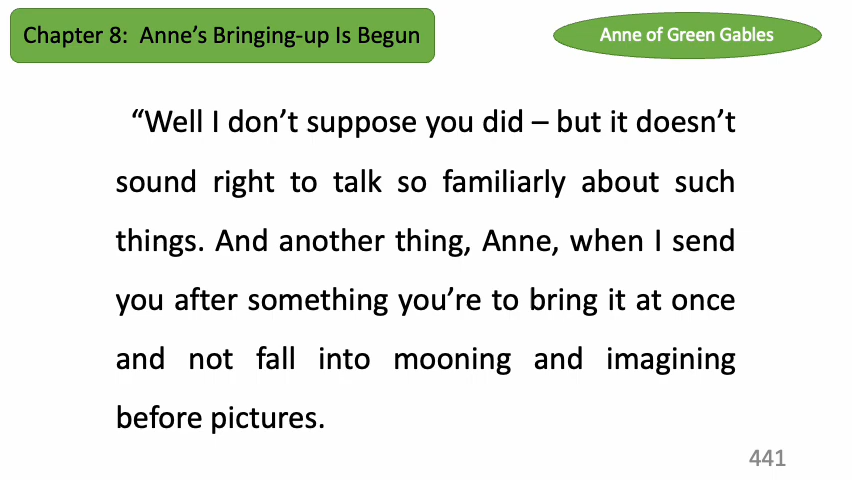 Chapter 8:  Anne’s Bringing-up Is Begun
Anne of Green Gables
“Well I don’t suppose you did – but it doesn’t
sound right to talk so familiarly about such
things. And another thing, Anne, when I send
you after something you’re to bring it at once
and not fall into mooning and imagining
before pictures.
441